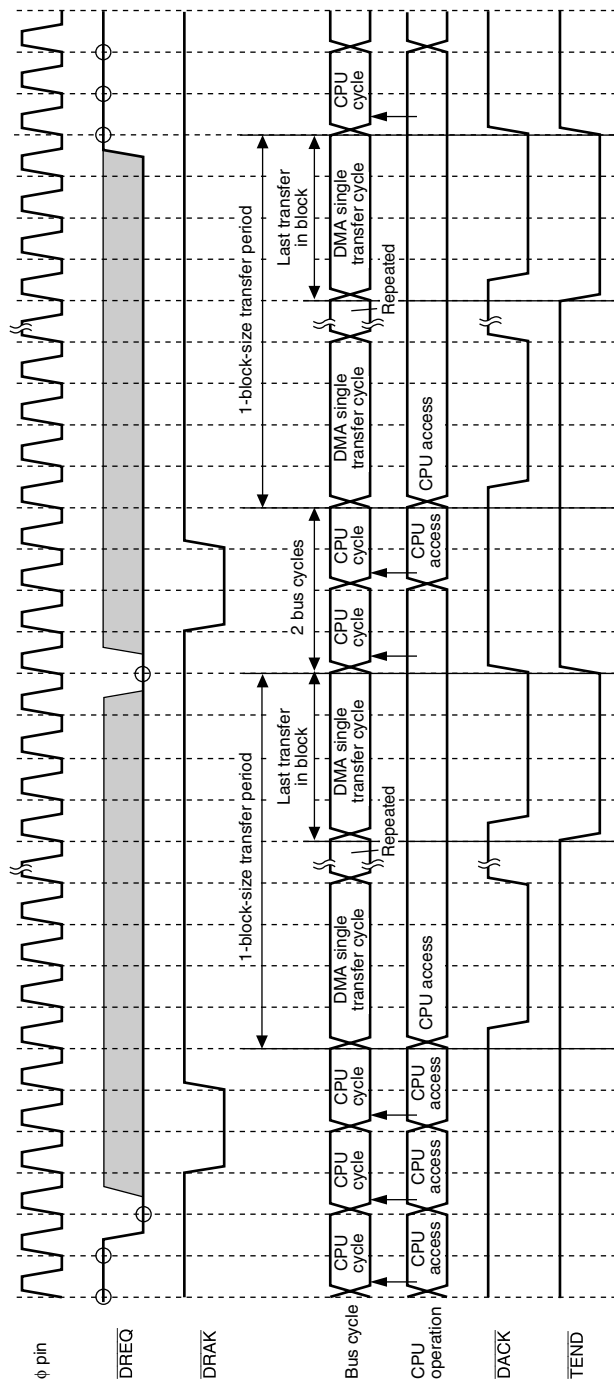 φ pin
DREQ
DRAK
1-block-size transfer period
1-block-size transfer period
2 bus cycles
Last transfer
in block
Last transfer
in block
Bus cycle
CPU
cycle
CPU
cycle
CPU
cycle
DMA single
transfer cycle
DMA single
transfer cycle
CPU
cycle
CPU
cycle
DMA single
transfer cycle
DMA single
transfer cycle
CPU
cycle
Repeated
Repeated
CPU
operation
CPU
access
CPU
access
CPU
access
CPU access
CPU
access
CPU access
DACK
TEND